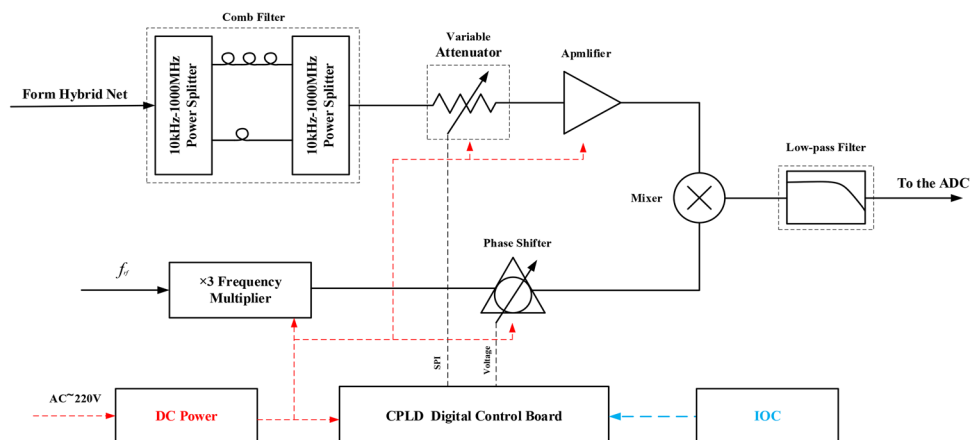 Comb Filter
Form Hybrid Net
10kHz-1000MHz
Power Splitter
10kHz-1000MHz
Power Splitter
Variable
Attenuator
Apmlifier
Low-pass Filter
To the ADC
Mixer
Phase Shifter
f_rf
×3 Frequency
Multiplier
SPI
Voltage
AC~220V
DC Power
CPLD Digital Control Board
IOC